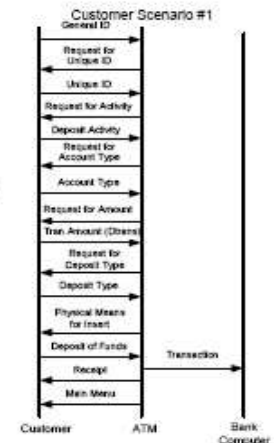 Customer Scenario #1
General ID
Request for
Unique ID
Unique ID
Request for Activity
Deposit Activity
Request for
Account Type
Account Type
Request for Amount
Tran Amount
Request for
Deposit Type
Deposit Type
Physical Means
for Insert
Deposit of Funds
Transaction
Receipt
Main Menu
Customer
ATM
Bank
Computer